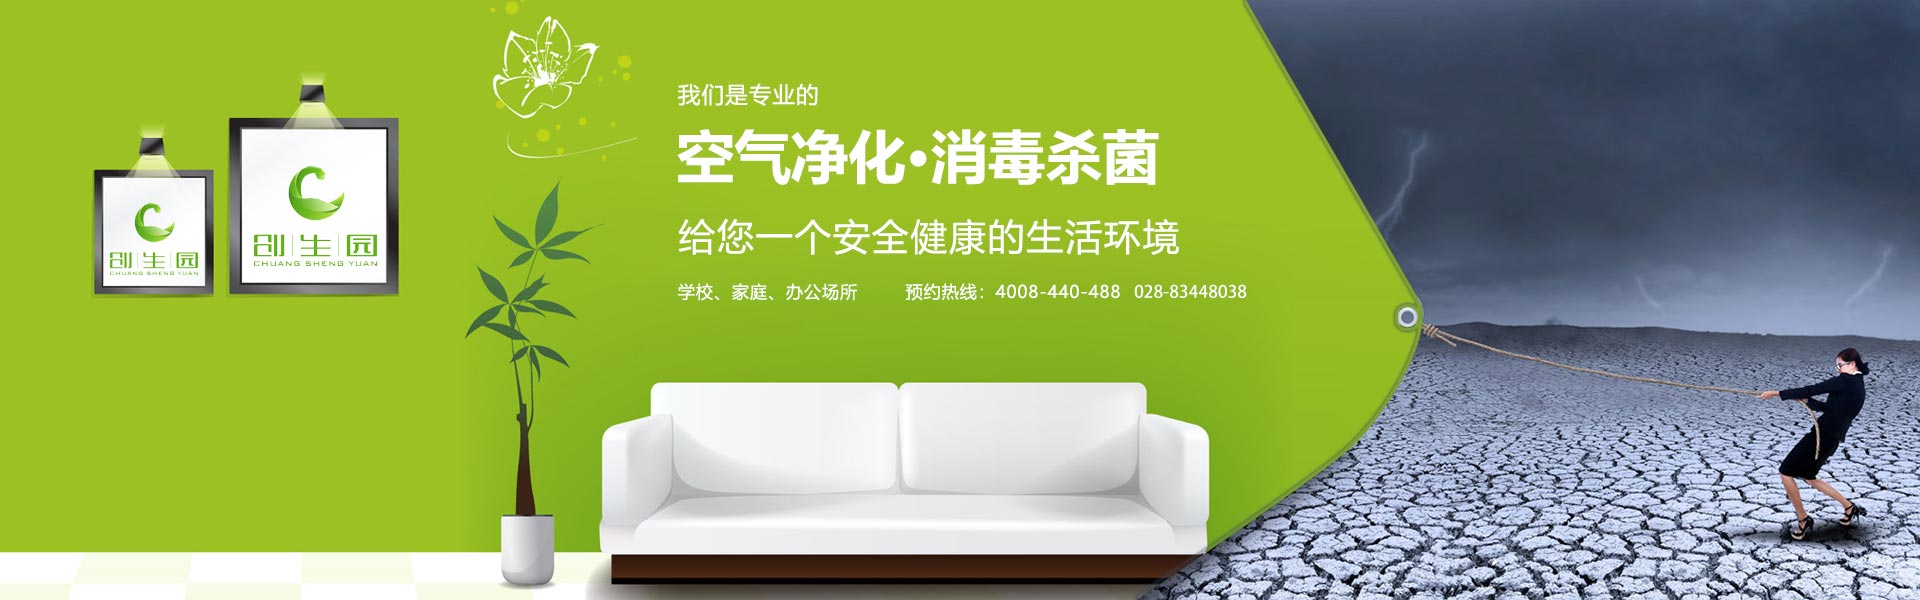 创生园
CHUANG SHENG YUAN
创生园
CHUANG SHENG YUAN
我们是专业的
空气净化·消毒杀菌
给您一个安全健康的生活环境
学校、家庭、办公场所 预约热线：4008-440-488 028-83448038